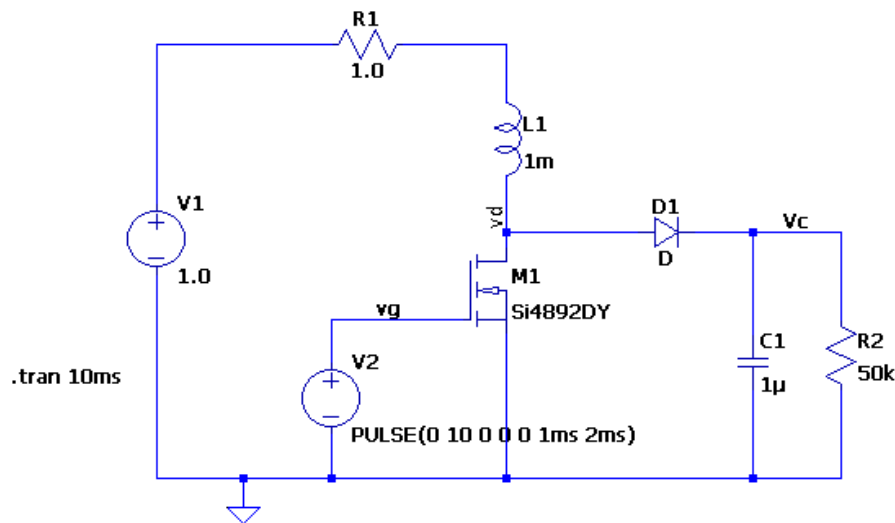 R1
1.0
L1
1m
V1
1.0
vd
D1
D
Vc
M1
Si4892DY
vg
V2
PULSE(0 10 0 0 0 1ms 2ms)
C1
1µ
R2
50k
.tran 10ms